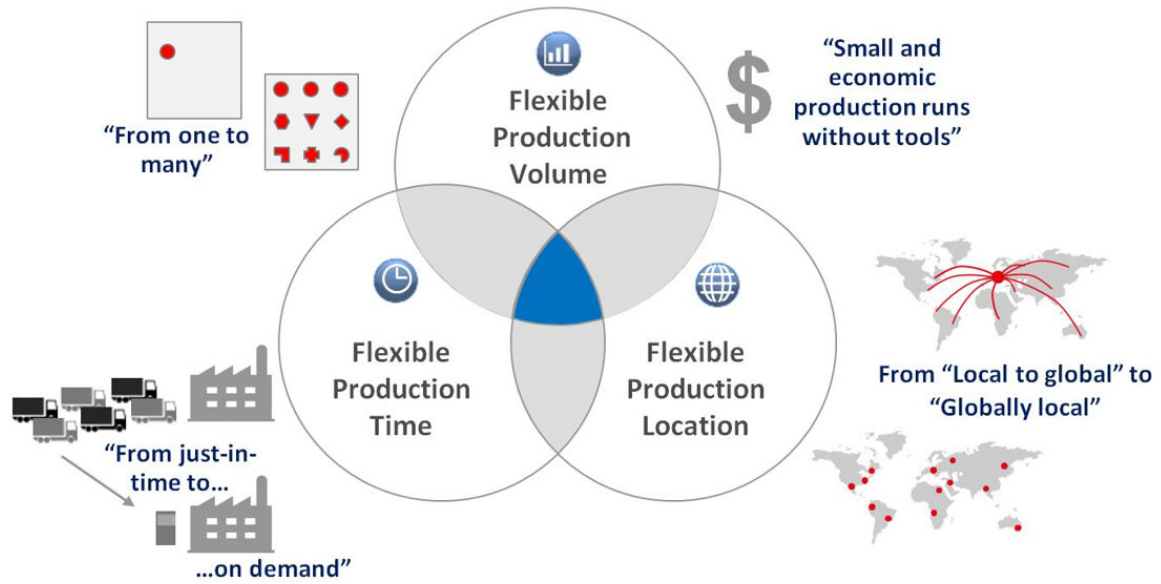 “From one to
many”
Flexible
Production
Volume
“Small and
economic
production runs
without tools”
Flexible
Production
Time
Flexible
Production
Location
“From just-in-
time to...
...on demand”
From “Local to global” to
“Globally local”